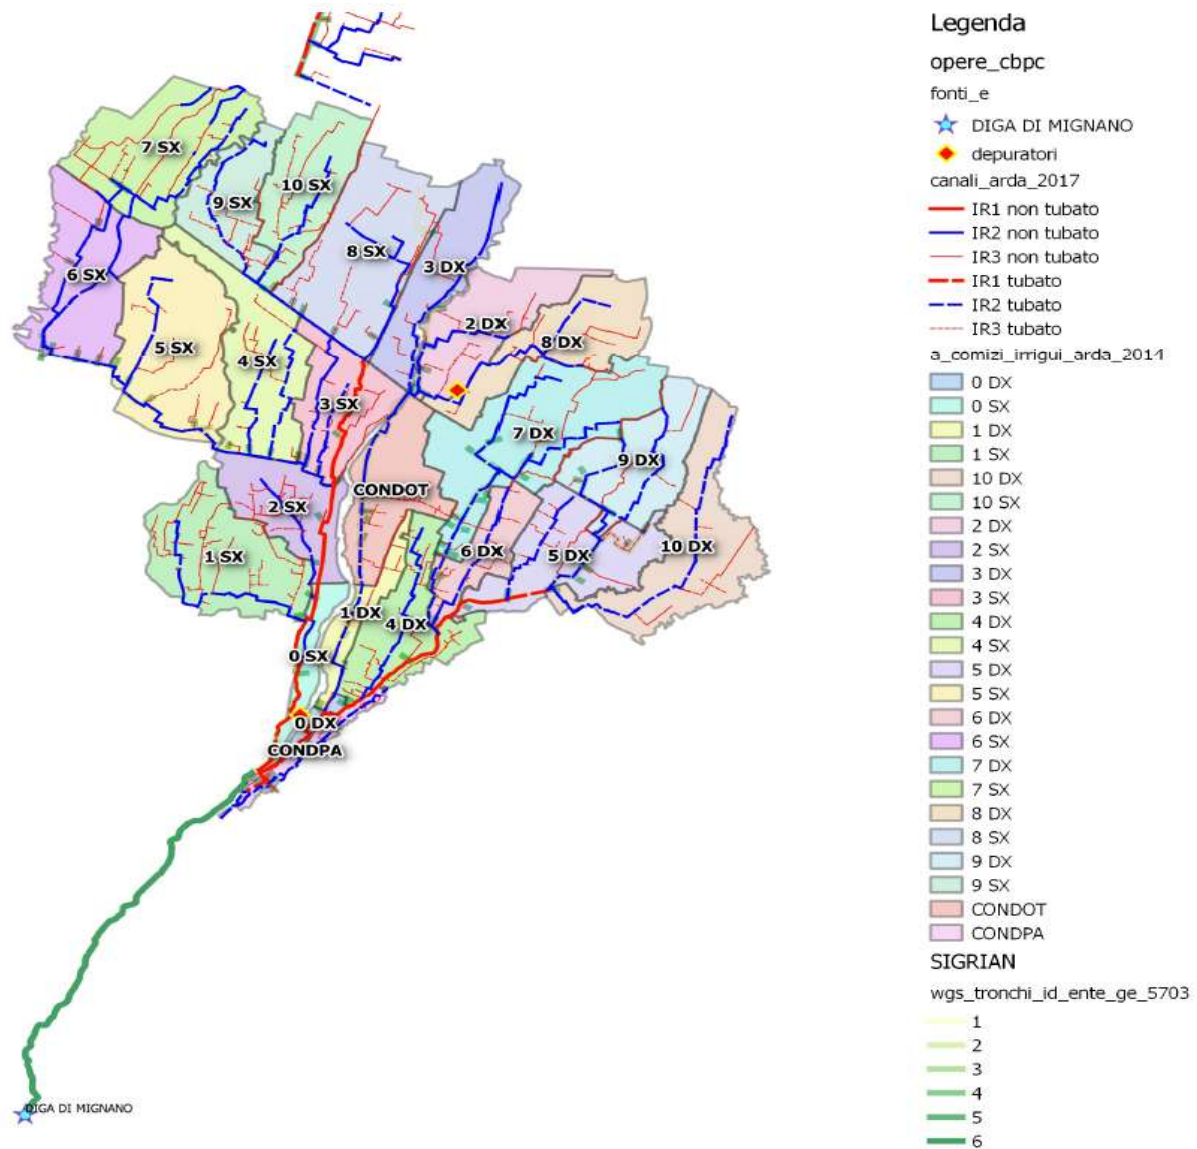 7 SX
10 SX
9 SX
8 SX
3 DX
6 SX
2 DX
8 DX
5 SX
4 SX
3 SX
7 DX
9 DX
CONDOT
2 SX
10 DX
6 DX
5 DX
1 SX
1 DX
4 DX
0 SX
0 DX
CONDPA
DIGA DI MIGNANO
Legenda
opere_cbpc
fonti_e
DIGA DI MIGNANO
depuratori
canali_arda_2017
IR1 non tubato
IR2 non tubato
IR3 non tubato
IR1 tubato
IR2 tubato
IR3 tubato
a_comizi_irrigui_arda_2014
0 DX
0 SX
1 DX
1 SX
10 DX
10 SX
2 DX
2 SX
3 DX
3 SX
4 DX
4 SX
5 DX
5 SX
6 DX
6 SX
7 DX
7 SX
8 DX
8 SX
9 DX
9 SX
CONDOT
CONDPA
SIGRIAN
wgs_tronchi_id_ente_ge_5703
1
2
3
4
5
6